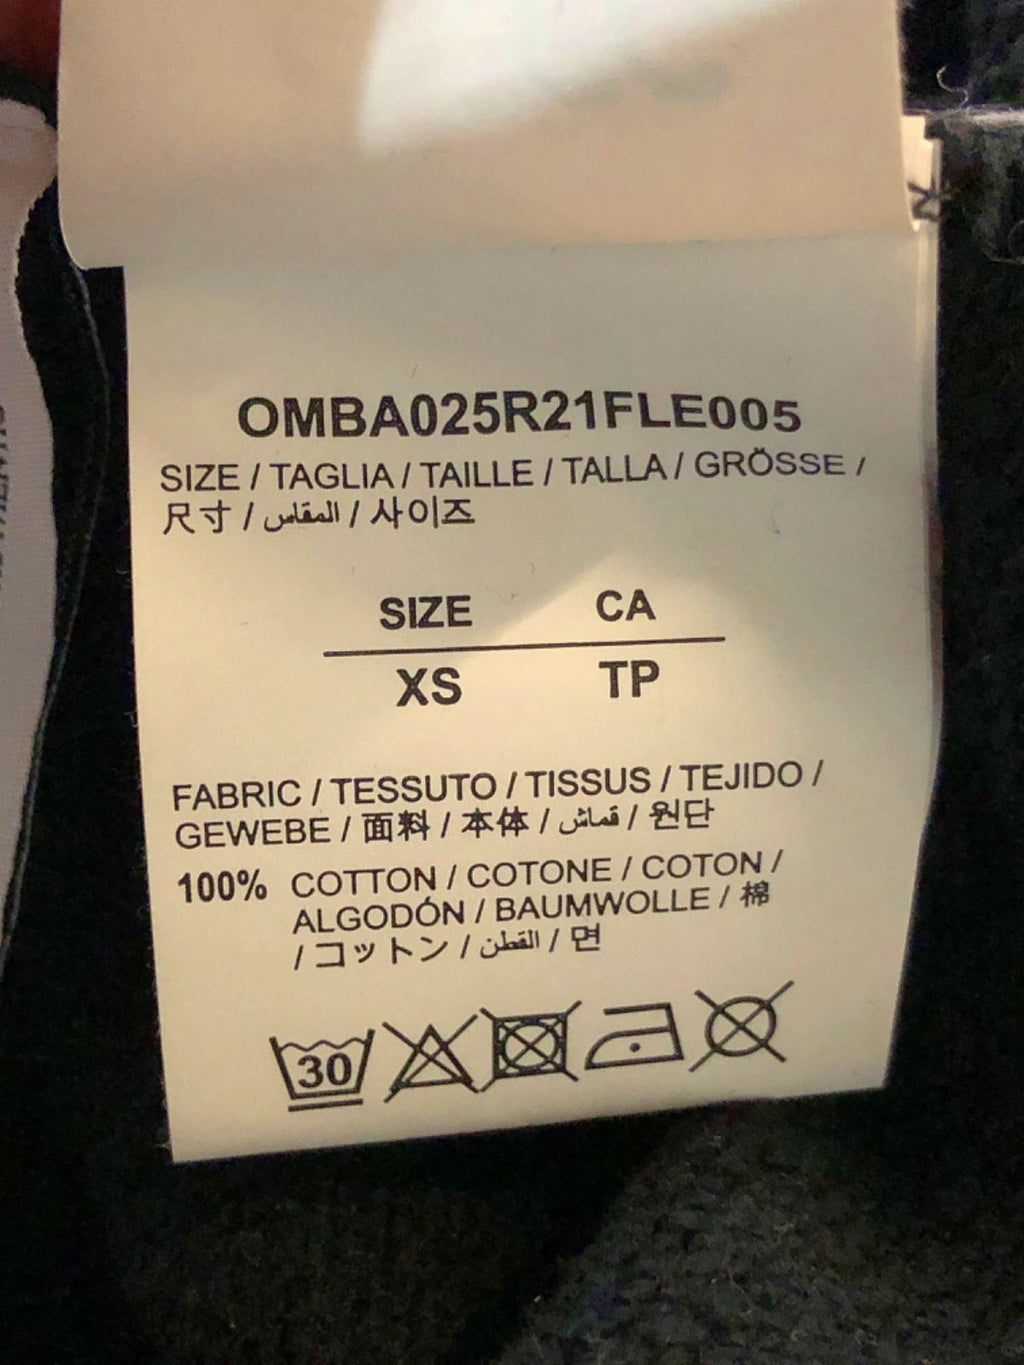 OMBA025R21FLE005
SIZE / TAGLIA / TAILLE / TALLA / GRÖSSE /
尺寸 / المقاس / 사이즈
SIZE CA
XS TP
FABRIC / TESSUTO / TISSUS / TEJIDO /
GEWEBE / 面料 / 本体 / قماش / 원단
100% COTTON / COTONE / COTON /
ALGODÓN / BAUMWOLLE / 棉
/ コットン / القطن / 면
30